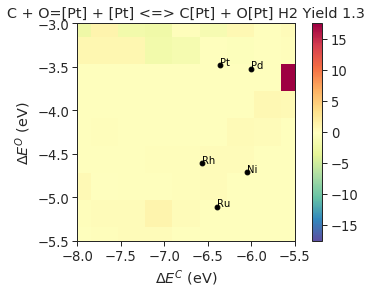 C + O=[Pt] + [Pt] <=> C[Pt] + O[Pt] H2 Yield 1.3
−3.0
−3.5
−4.0
−4.5
−5.0
−5.5
ΔE^O (eV)
Pt
Pd
Rh
Ni
Ru
−8.0 −7.5 −7.0 −6.5 −6.0 −5.5
ΔE^C (eV)
15
10
5
0
−5
−10
−15